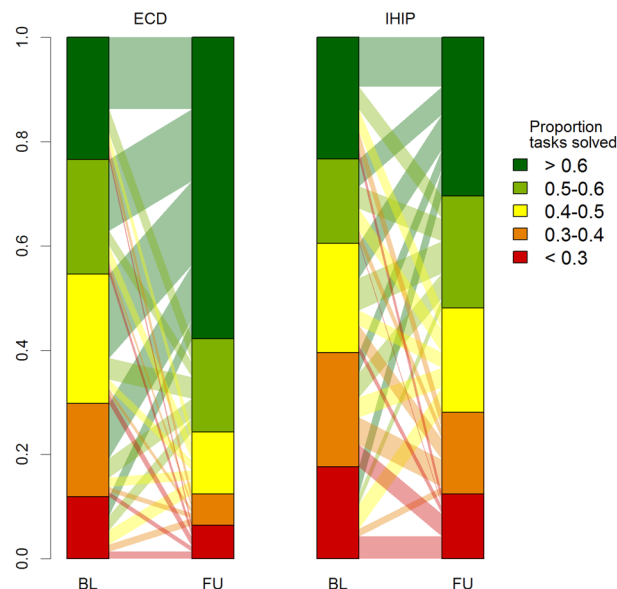 ECD
IHIP
1.0
0.8
0.6
0.4
0.2
0.0
BL
FU
BL
FU
Proportion
tasks solved
> 0.6
0.5-0.6
0.4-0.5
0.3-0.4
< 0.3